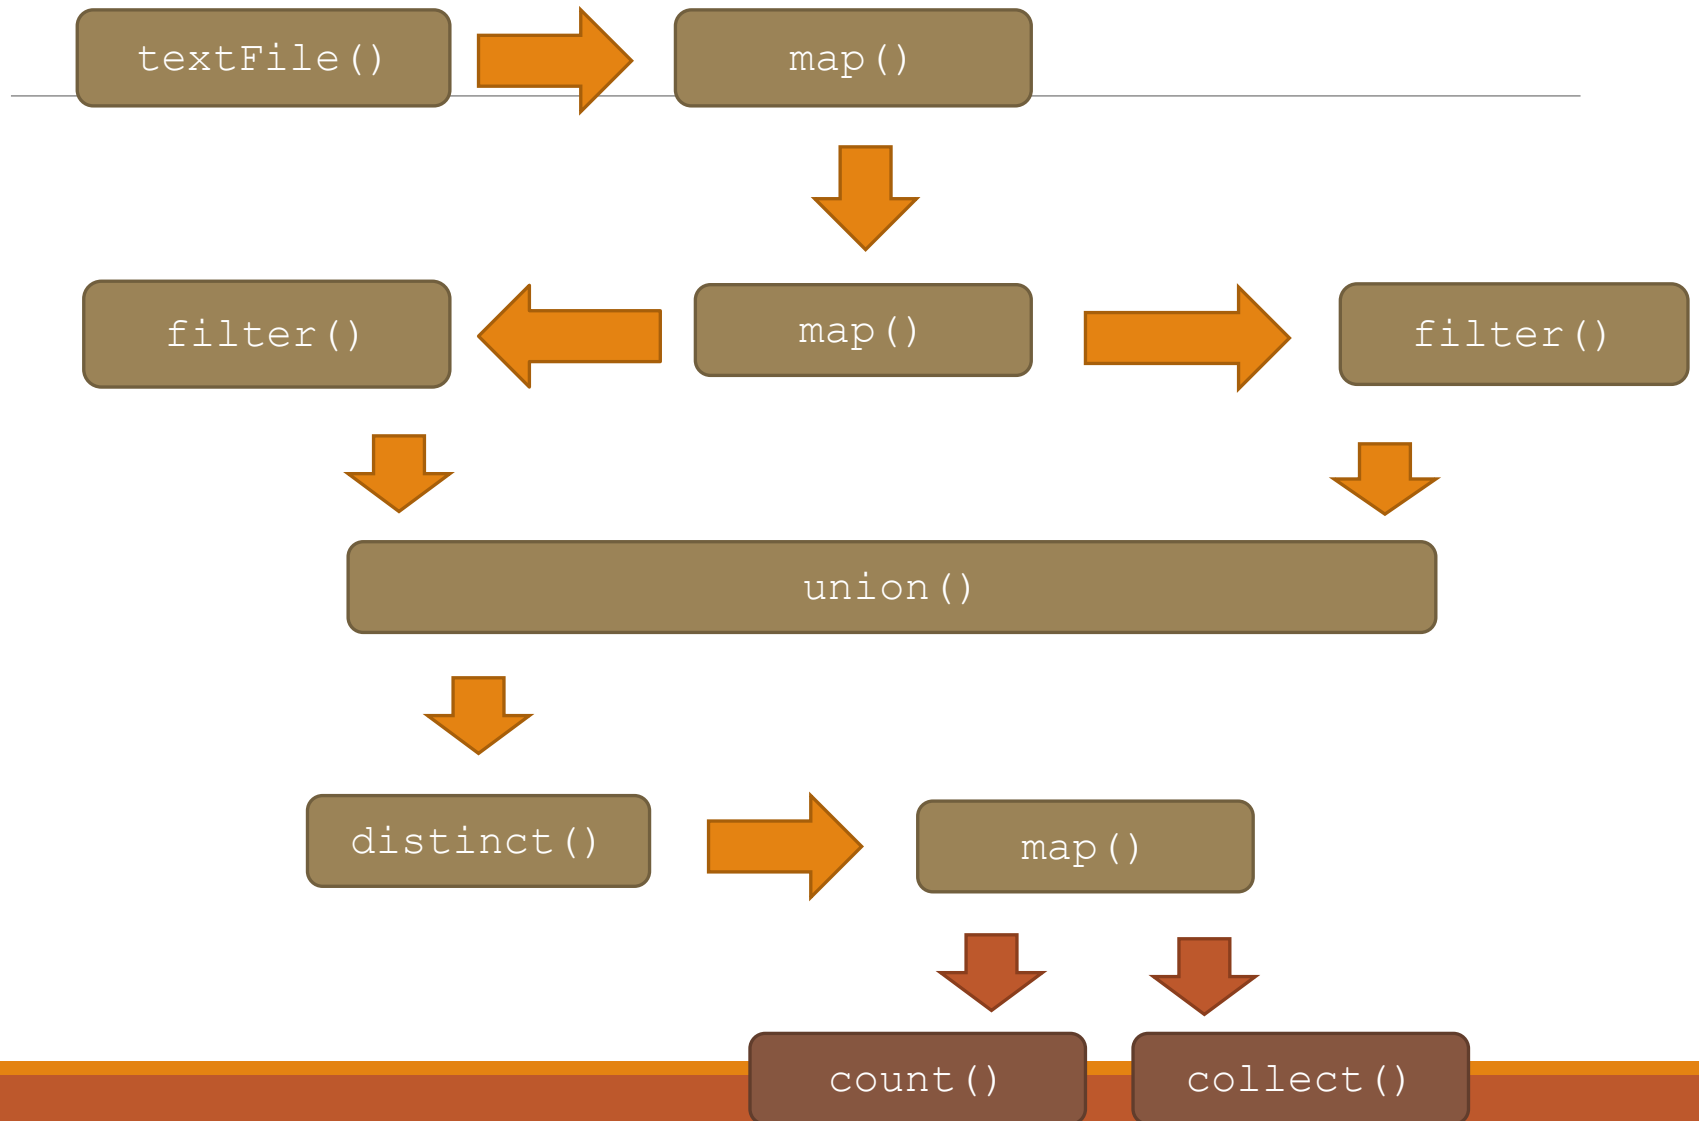 textFile()
map()
filter()
map()
filter()
union()
distinct()
map()
count()
collect()